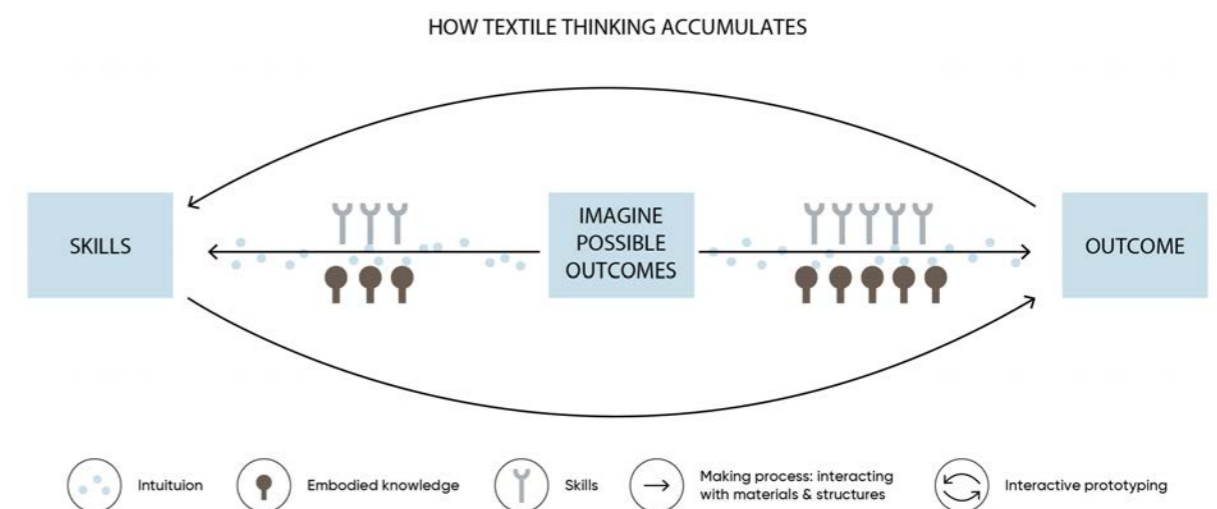 HOW TEXTILE THINKING ACCUMULATES
SKILLS
IMAGINE
POSSIBLE
OUTCOMES
OUTCOME
Intituion
Embodied knowledge
Skills
Making process: interacting
with materials & structures
Interactive prototyping